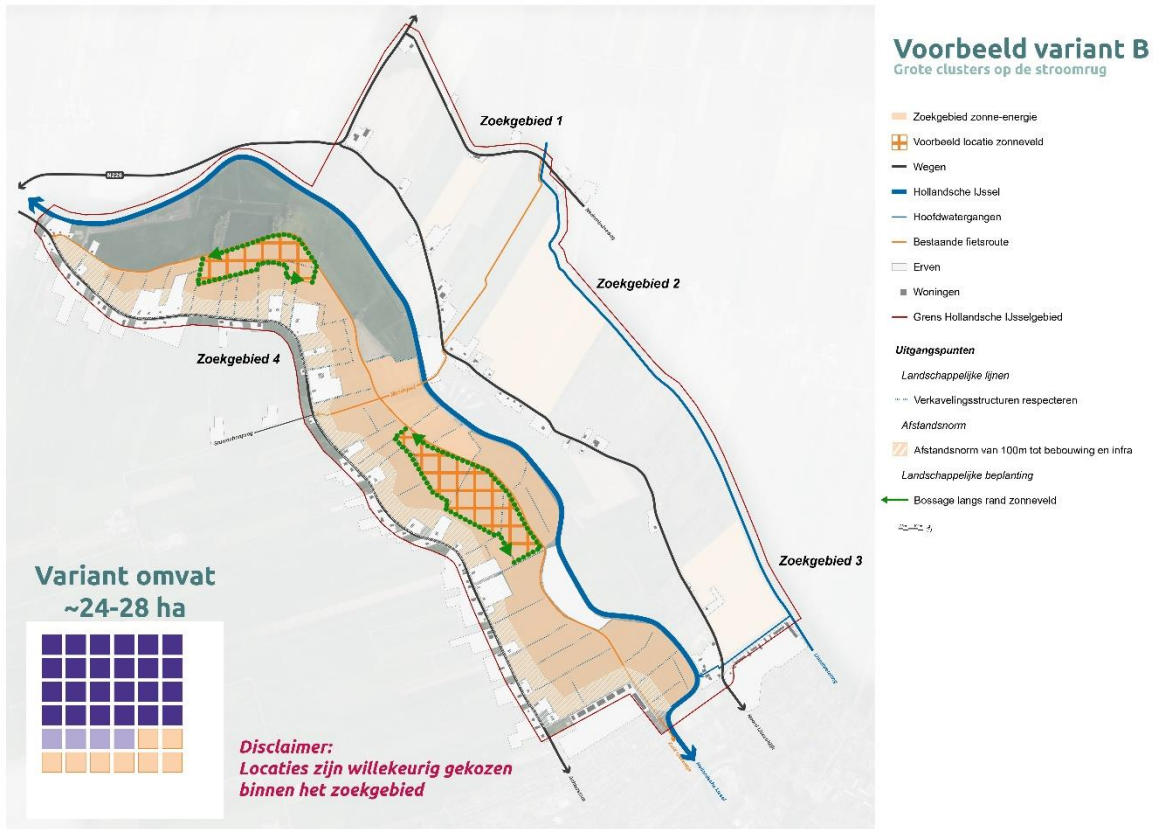 Voorbeeld variant B
Grote clusters op de stroomrug
Zoekgebied zonne-energie
Voorbeeld locatie zonneveld
Wegen
Hollandsche IJssel
Hoofdwatergangen
Bestaande fietsroute
Erven
Woningen
Grens Hollandsche IJsselgebied
Uitgangspunten
Landschappelijke lijnen
Verkavelingsstructuren respecteren
Afstandsnorm
Afstandsnorm van 100m tot bebouwing en infra
Landschappelijke beplanting
Bossage langs rand zonneveld
Zoekgebied 1
N228
Zoekgebied 2
Zoekgebied 4
Zoekgebied 3
Hollandsche IJssel
Variant omvat
~24-28 ha
Disclaimer:
Locaties zijn willekeurig gekozen
binnen het zoekgebied